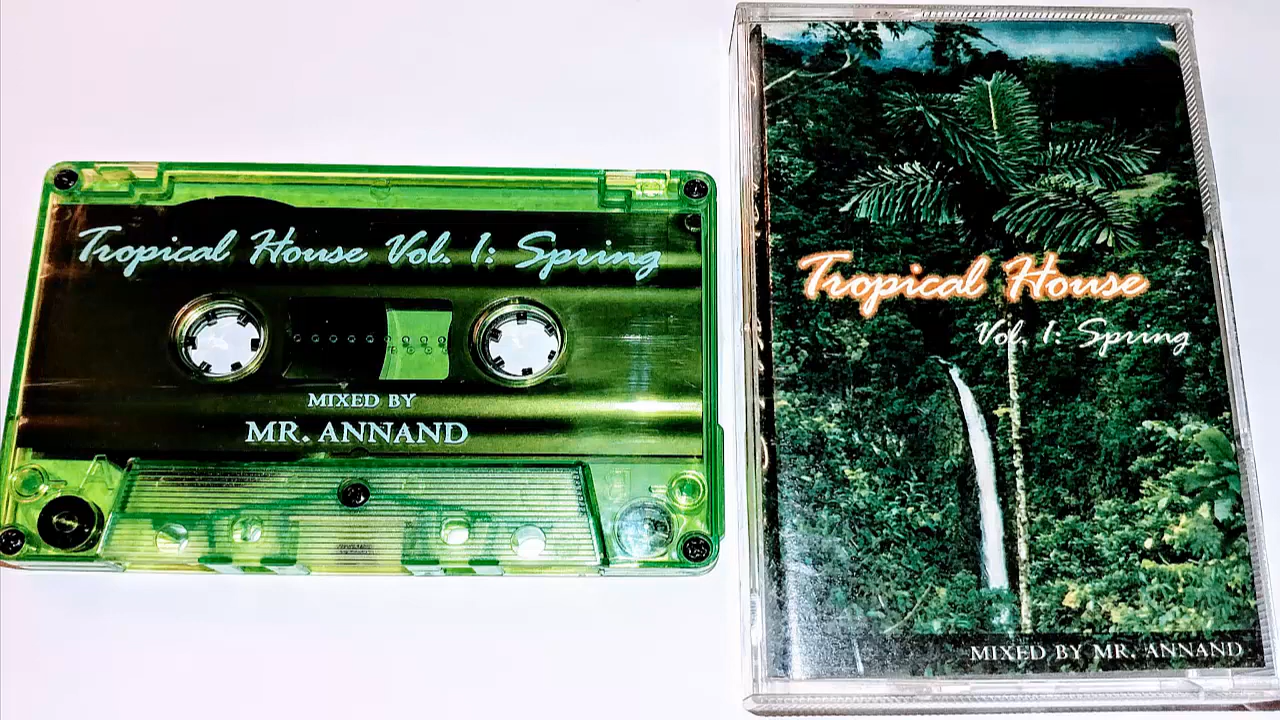 Tropical House Vol. 1: Spring
MIXED BY
MR. ANNAND
Tropical House
Vol. 1: Spring
MIXED BY MR. ANNAND